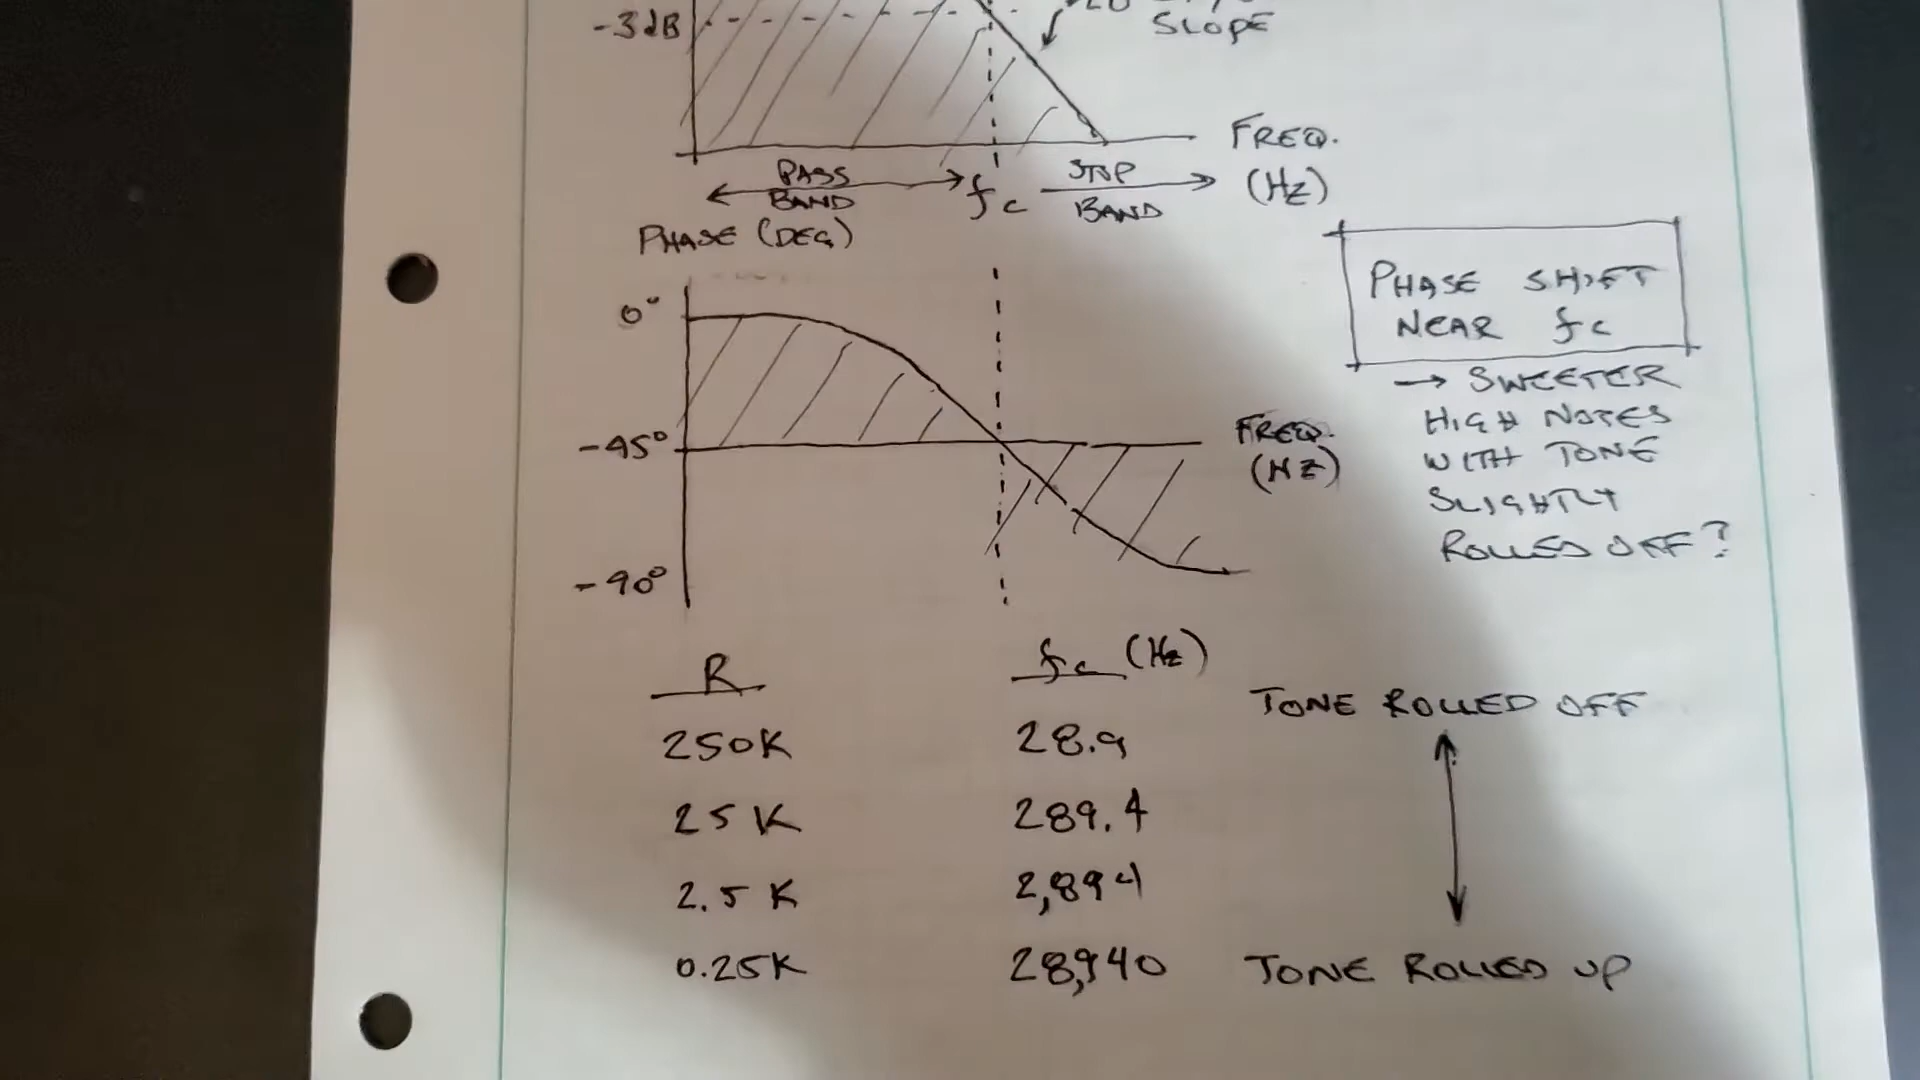 -3dB
SLOPE
FREQ.
(Hz)
PASS
BAND
fc
STOP
BAND
PHASE (DEG)
0°
-45°
-90°
FREQ.
(HZ)
PHASE SHIFT
NEAR fc
→ SWEETER
HIGH NOTES
WITH TONE
SLIGHTLY
ROLLED OFF?
R fc (Hz)
250K 28.9
25K 289.4
2.5K 2,894
0.25K 28,940
TONE ROLLED OFF
TONE ROLLED UP